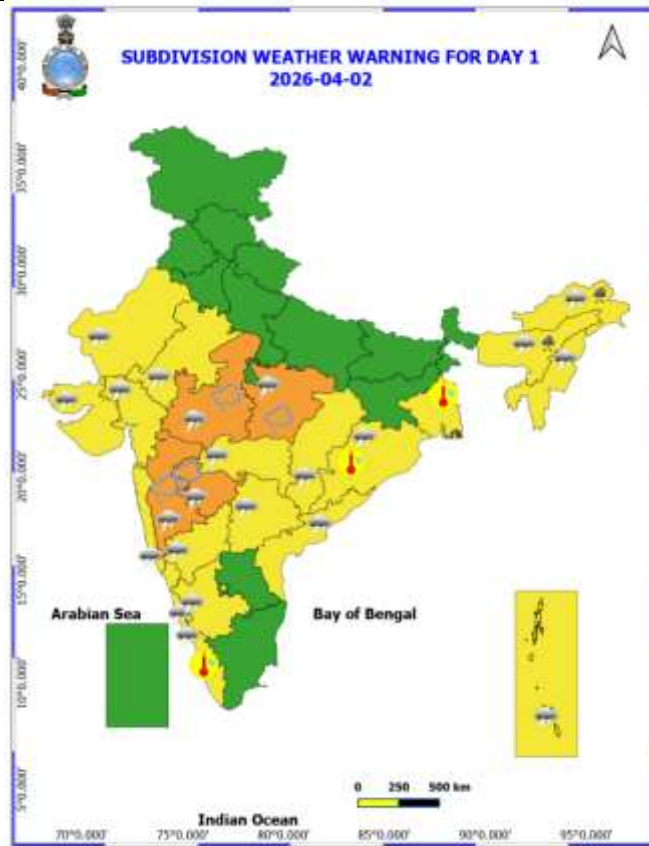 SUBDIVISION WEATHER WARNING FOR DAY 1
2026-04-02
40°0.000'
35°0.000'
30°0.000'
25°0.000'
20°0.000'
15°0.000'
10°0.000'
5°0.000'
Arabian Sea
Bay of Bengal
0 250 500 km
Indian Ocean
70°0.000' 75°0.000' 80°0.000' 85°0.000' 90°0.000' 95°0.000'